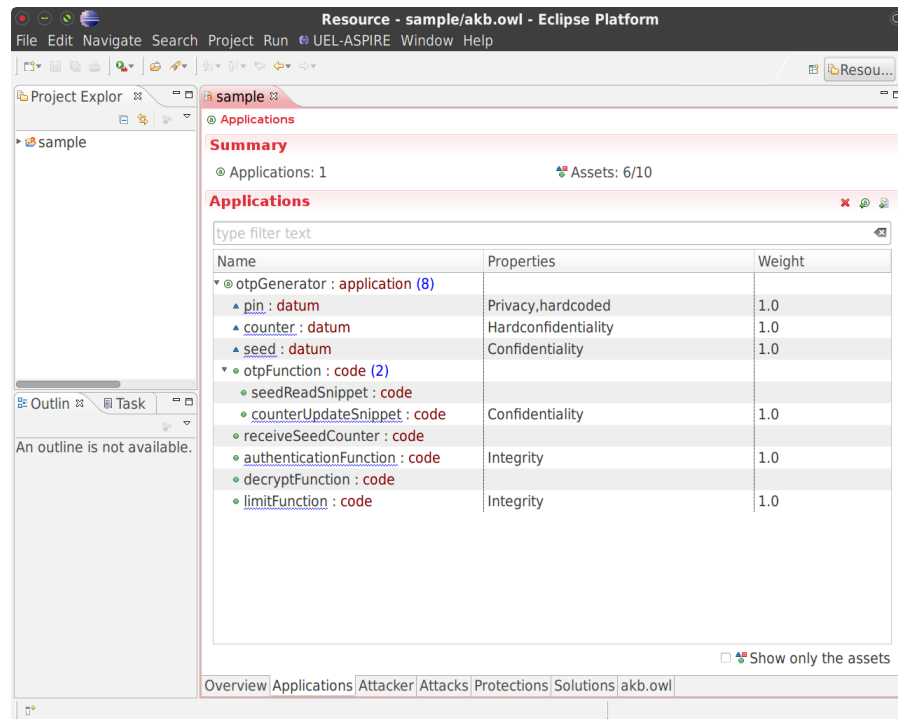 Resource - sample/akb.owl - Eclipse Platform
File Edit Navigate Search Project Run UEL-ASPIRE Window Help
Resou...
Project Explor
sample
sample
Applications
Summary
Applications: 1 Assets: 6/10
Applications
type filter text
Name Properties Weight
otpGenerator : application (8)
pin : datum Privacy,hardcoded 1.0
counter : datum Hardconfidentiality 1.0
seed : datum Confidentiality 1.0
otpFunction : code (2)
seedReadSnippet : code
counterUpdateSnippet : code Confidentiality 1.0
receiveSeedCounter : code
authenticationFunction : code Integrity 1.0
decryptFunction : code
limitFunction : code Integrity 1.0
Outlin Task
An outline is not available.
Show only the assets
Overview Applications Attacker Attacks Protections Solutions akb.owl